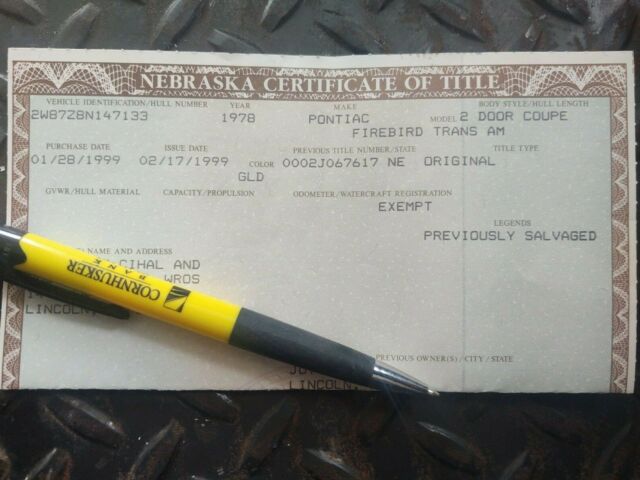 NEBRASKA CERTIFICATE OF TITLE
VEHICLE IDENTIFICATION/HULL NUMBER YEAR MAKE BODY STYLE/HULL LENGTH
2W87Z8N147133 1978 PONTIAC MODEL 2 DOOR COUPE
FIREBIRD TRANS AM
PURCHASE DATE ISSUE DATE PREVIOUS TITLE NUMBER/STATE TITLE TYPE
01/28/1999 02/17/1999 COLOR 0002J067617 NE ORIGINAL
GLD
GVWR/HULL MATERIAL CAPACITY/PROPULSION ODOMETER/WATERCRAFT REGISTRATION
EXEMPT
LEGENDS
PREVIOUSLY SALVAGED
NAME AND ADDRESS
CIHAL AND
WROS
LINCOLN,
CORNHUSKER
BANK
PREVIOUS OWNER(S)/CITY/STATE
LINCOLN,